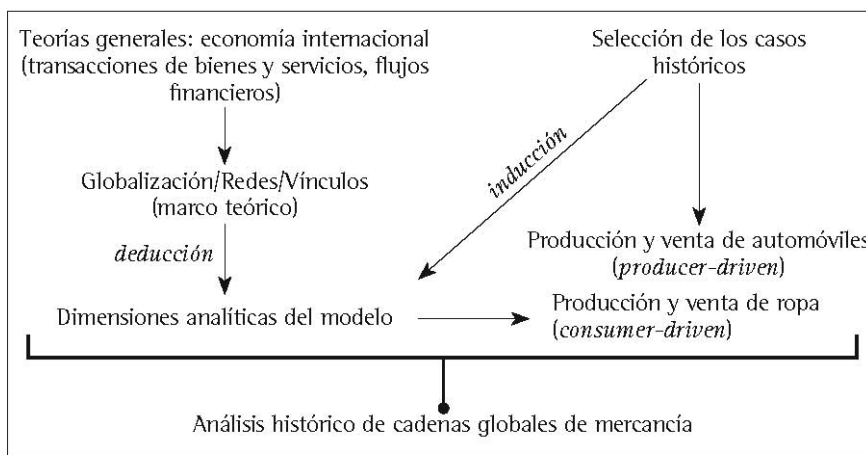 Teorías generales: economía internacional
(transacciones de bienes y servicios, flujos
financieros)
Selección de los casos
históricos
inducción
Globalización/Redes/Vínculos
(marco teórico)
deducción
Producción y venta de automóviles
(producer-driven)
Dimensiones analíticas del modelo
Producción y venta de ropa
(consumer-driven)
Análisis histórico de cadenas globales de mercancía